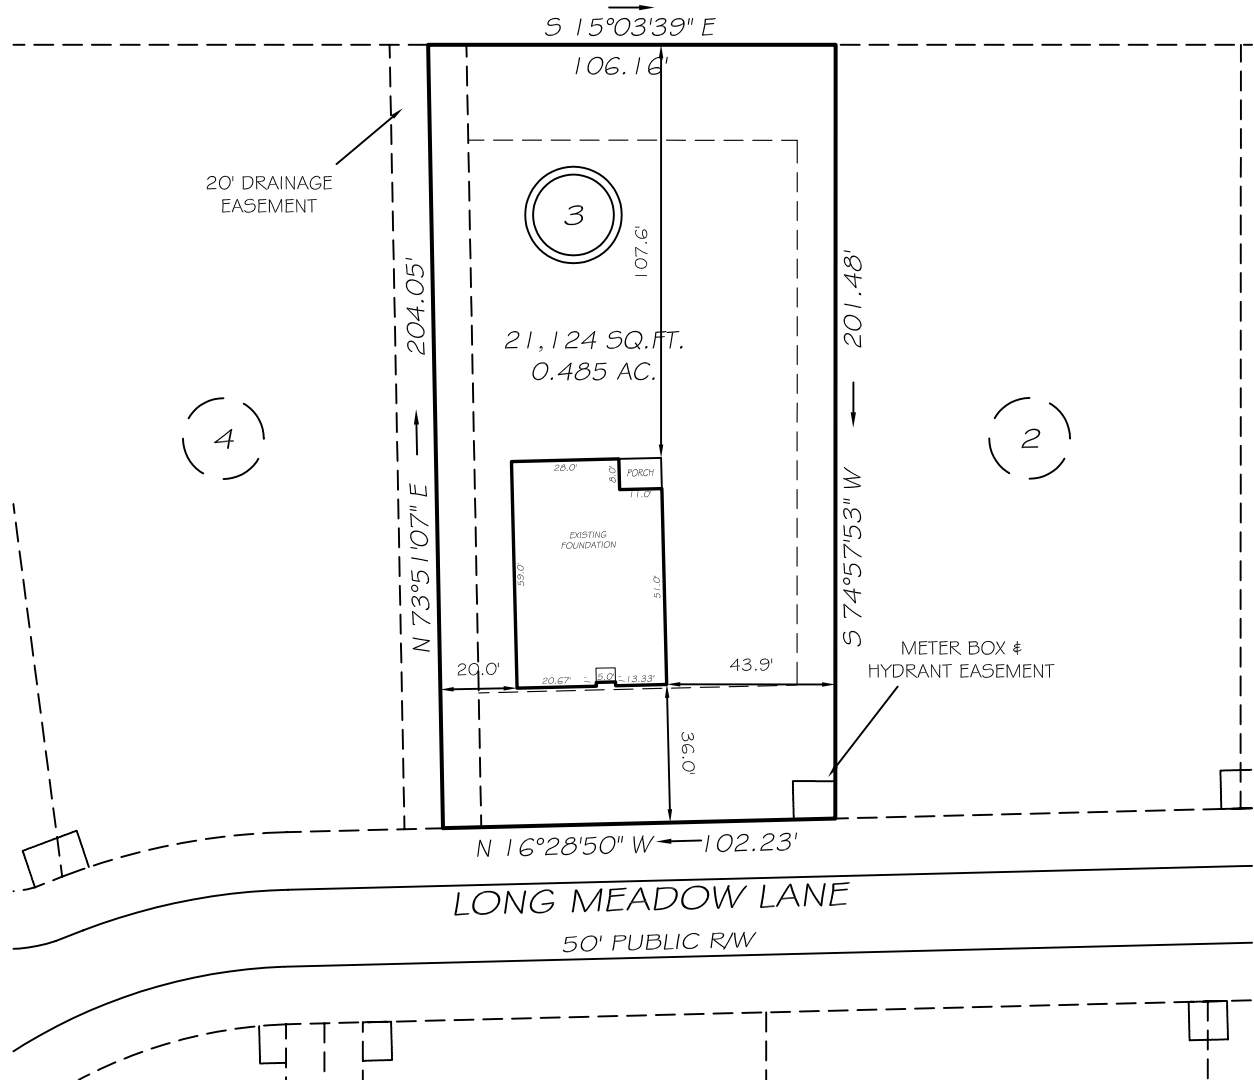 S 15°03'39" E
106.16'
20' DRAINAGE
EASEMENT
3
107.6'
204.05'
201.48'
21,124 SQ.FT.
0.485 AC.
4
2
N 73°51'07" E
S 74°57'53" W
28.0'
8.0'
PORCH
11.0'
EXISTING
FOUNDATION
59.0'
51.0'
METER BOX &
HYDRANT EASEMENT
20.0'
43.9'
20.67'
5.0'
13.33'
36.0'
N 16°28'50" W
102.23'
LONG MEADOW LANE
50' PUBLIC R/W